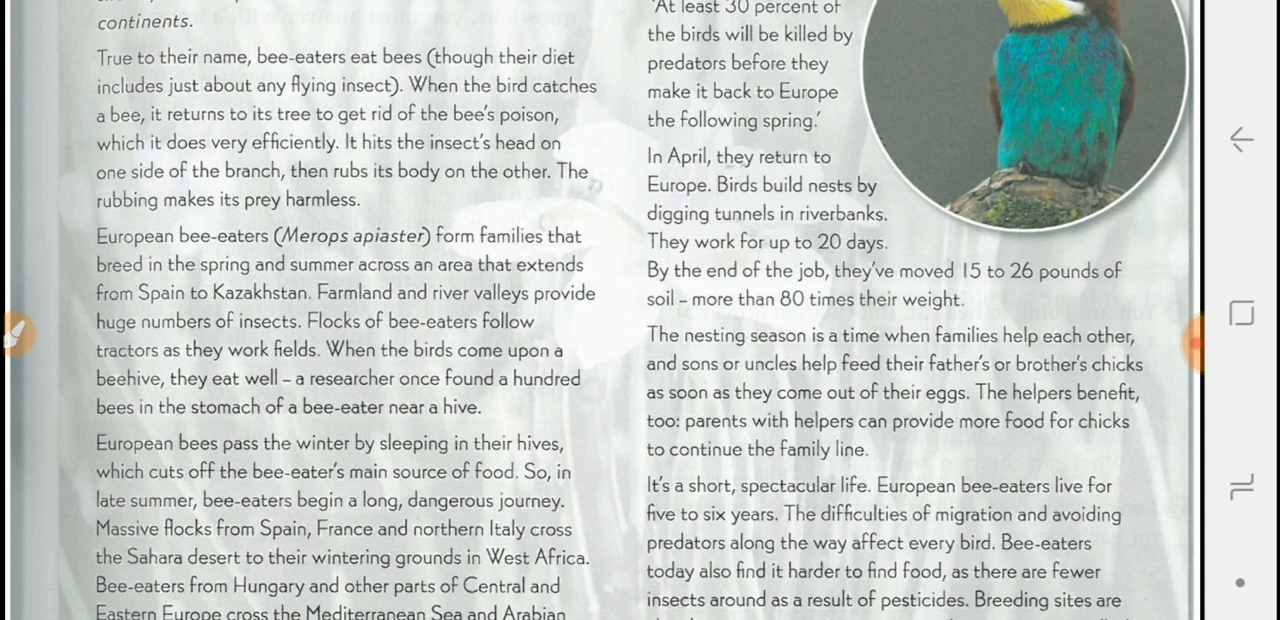 continents.
True to their name, bee-eaters eat bees (though their diet
includes just about any flying insect). When the bird catches
a bee, it returns to its tree to get rid of the bee's poison,
which it does very efficiently. It hits the insect's head on
one side of the branch, then rubs its body on the other. The
rubbing makes its prey harmless.
European bee-eaters (Merops apiaster) form families that
breed in the spring and summer across an area that extends
from Spain to Kazakhstan. Farmland and river valleys provide
huge numbers of insects. Flocks of bee-eaters follow
tractors as they work fields. When the birds come upon a
beehive, they eat well – a researcher once found a hundred
bees in the stomach of a bee-eater near a hive.
European bees pass the winter by sleeping in their hives,
which cuts off the bee-eater's main source of food. So, in
late summer, bee-eaters begin a long, dangerous journey.
Massive flocks from Spain, France and northern Italy cross
the Sahara desert to their wintering grounds in West Africa.
Bee-eaters from Hungary and other parts of Central and
Eastern Europe cross the Mediterranean Sea and Arabian
'At least 30 percent of
the birds will be killed by
predators before they
make it back to Europe
the following spring.'
In April, they return to
Europe. Birds build nests by
digging tunnels in riverbanks.
They work for up to 20 days.
By the end of the job, they've moved 15 to 26 pounds of
soil – more than 80 times their weight.
The nesting season is a time when families help each other,
and sons or uncles help feed their father's or brother's chicks
as soon as they come out of their eggs. The helpers benefit,
too: parents with helpers can provide more food for chicks
to continue the family line.
It's a short, spectacular life. European bee-eaters live for
five to six years. The difficulties of migration and avoiding
predators along the way affect every bird. Bee-eaters
today also find it harder to find food, as there are fewer
insects around as a result of pesticides. Breeding sites are